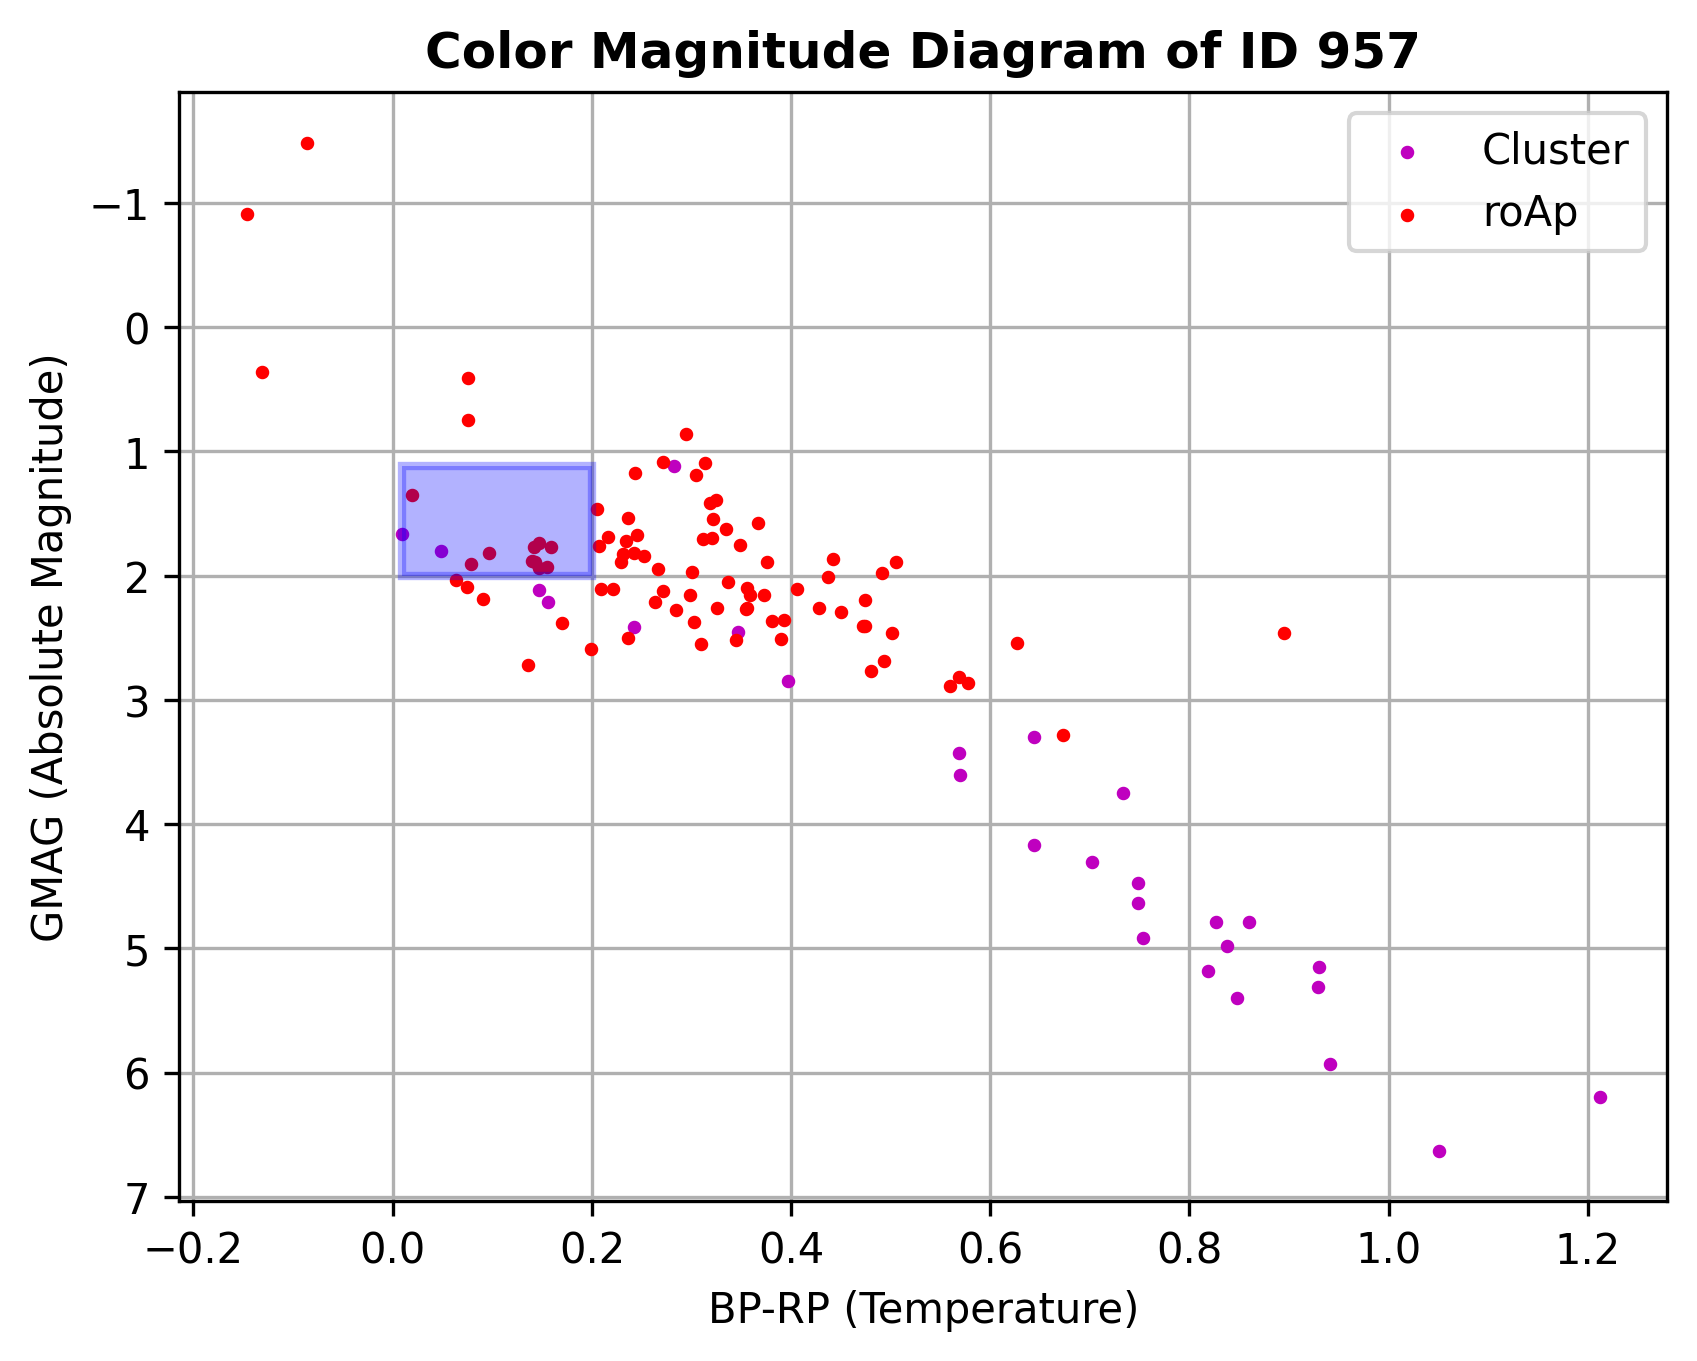 Color Magnitude Diagram of ID 957
Cluster
roAp
GMAG (Absolute Magnitude)
−1
0
1
2
3
4
5
6
7
−0.2 0.0 0.2 0.4 0.6 0.8 1.0 1.2
BP-RP (Temperature)